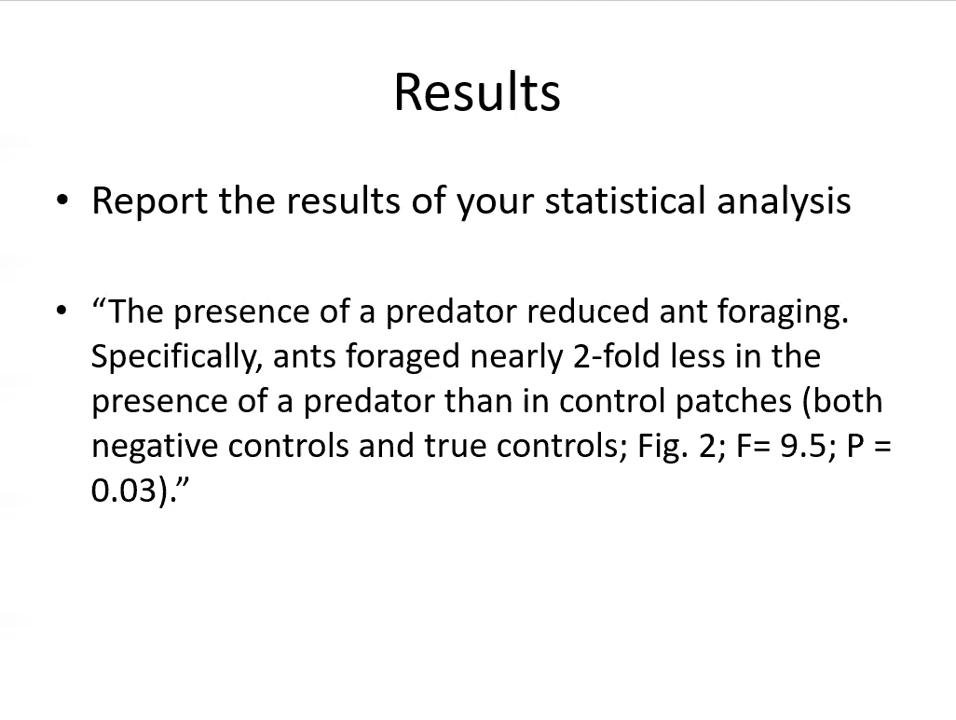 Results
• Report the results of your statistical analysis
• “The presence of a predator reduced ant foraging.
Specifically, ants foraged nearly 2-fold less in the
presence of a predator than in control patches (both
negative controls and true controls; Fig. 2; F= 9.5; P =
0.03).”